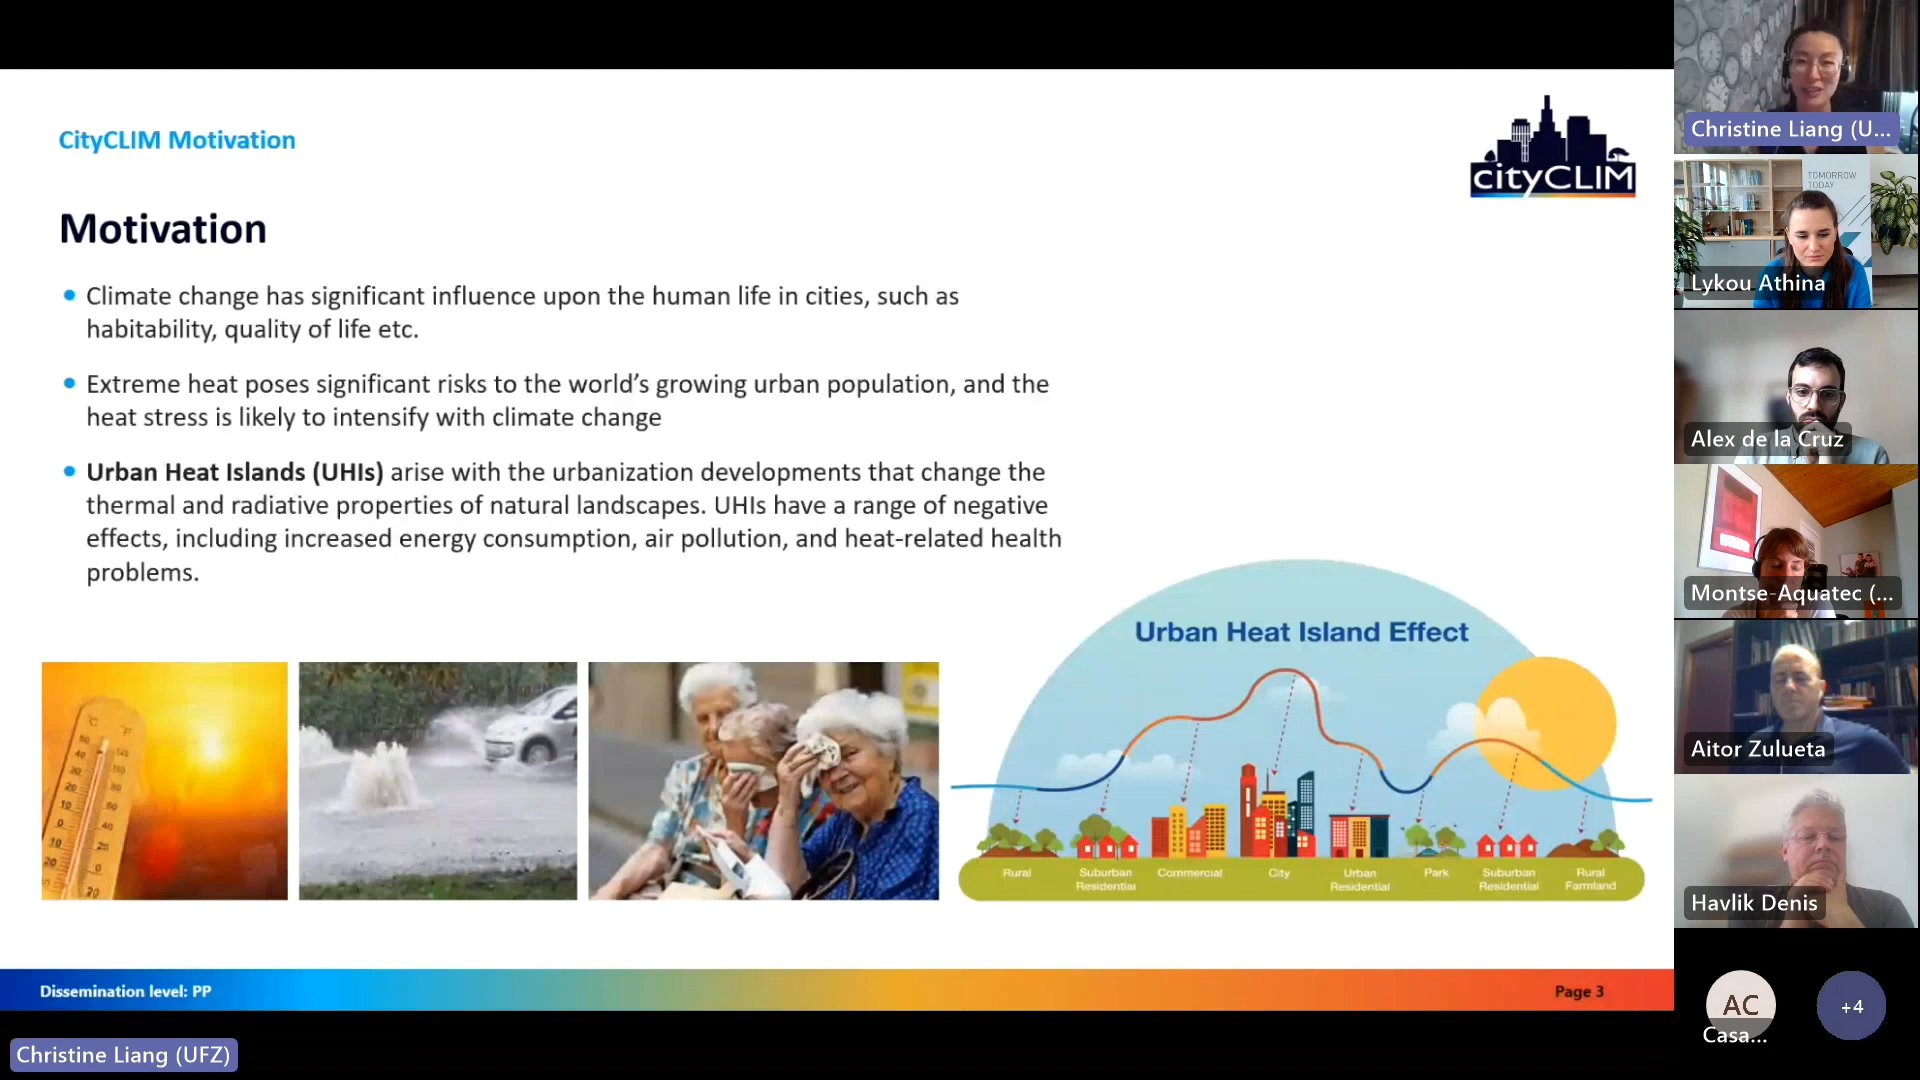 CityCLIM Motivation
cityCLIM
Motivation
Climate change has significant influence upon the human life in cities, such as
habitability, quality of life etc.
Extreme heat poses significant risks to the world's growing urban population, and the
heat stress is likely to intensify with climate change
Urban Heat Islands (UHIs) arise with the urbanization developments that change the
thermal and radiative properties of natural landscapes. UHIs have a range of negative
effects, including increased energy consumption, air pollution, and heat-related health
problems.
Urban Heat Island Effect
Rural
Suburban
Residential
Commercial
City
Urban
Residential
Park
Suburban
Residential
Rural
Farmland
Dissemination level: PP
Page 3
Christine Liang (UFZ)
Christine Liang (U...
TOMORROW
TODAY
Lykou Athina
Alex de la Cruz
Montse-Aquatec (...
Aitor Zulueta
Havlik Denis
AC
Casa...
+4